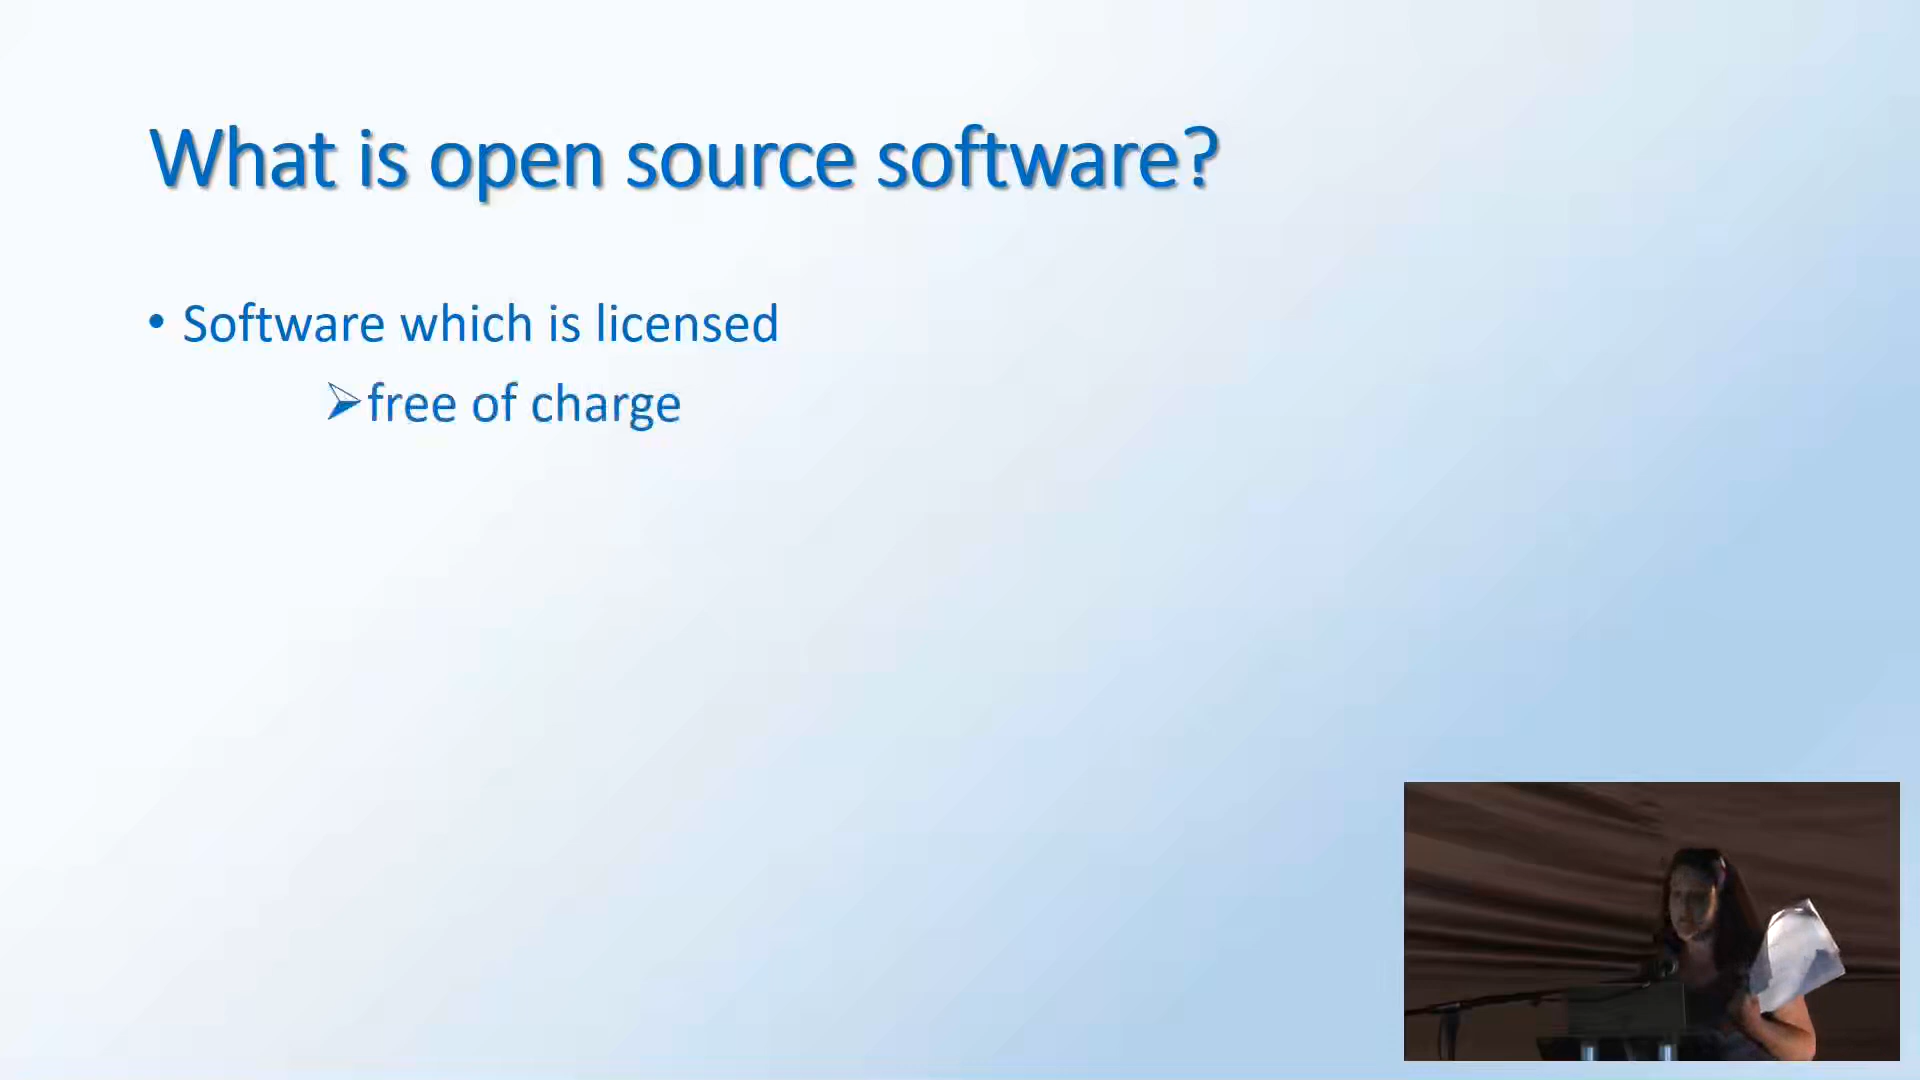 What is open source software?
• Software which is licensed
➢free of charge